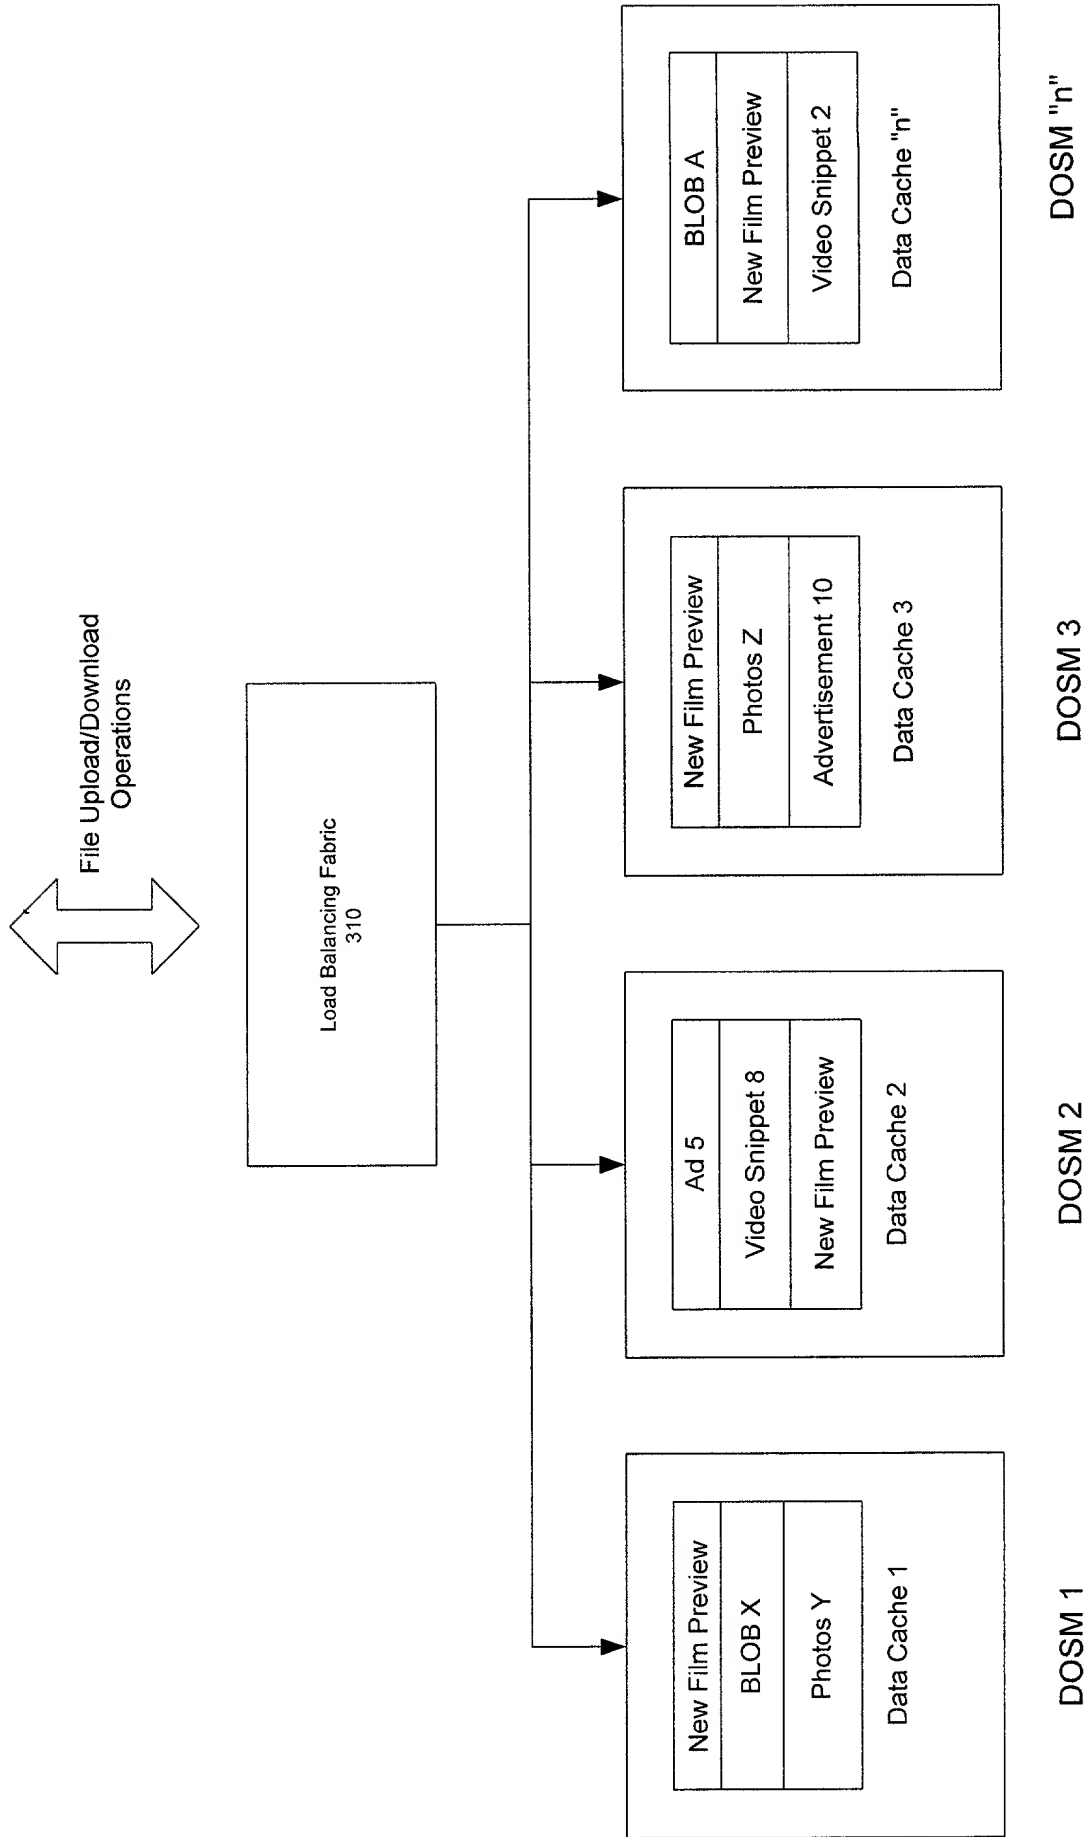 File Upload/Download
Operations
Load Balancing Fabric
310
New Film Preview
BLOB X
Photos Y
Data Cache 1
DOSM 1
Ad 5
Video Snippet 8
New Film Preview
Data Cache 2
DOSM 2
New Film Preview
Photos Z
Advertisement 10
Data Cache 3
DOSM 3
BLOB A
New Film Preview
Video Snippet 2
Data Cache "n"
DOSM "n"